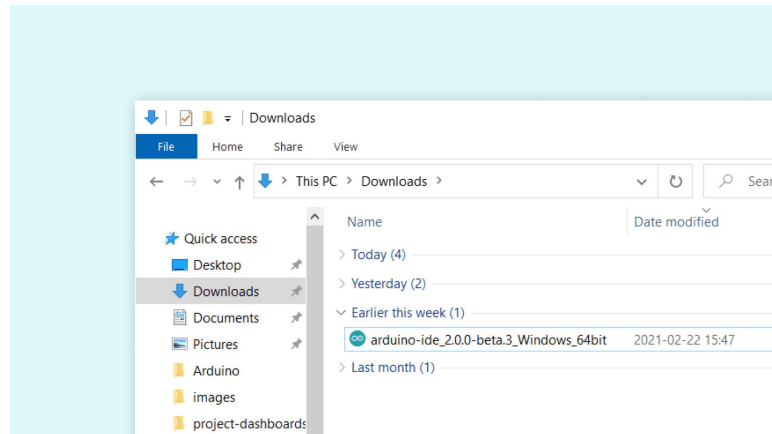 Downloads
File Home Share View
This PC > Downloads >
Name Date modified
Quick access
Today (4)
Desktop
Yesterday (2)
Downloads
Earlier this week (1)
Documents
arduino-ide_2.0.0-beta.3_Windows_64bit 2021-02-22 15:47
Pictures
Last month (1)
Arduino
images
project-dashboards